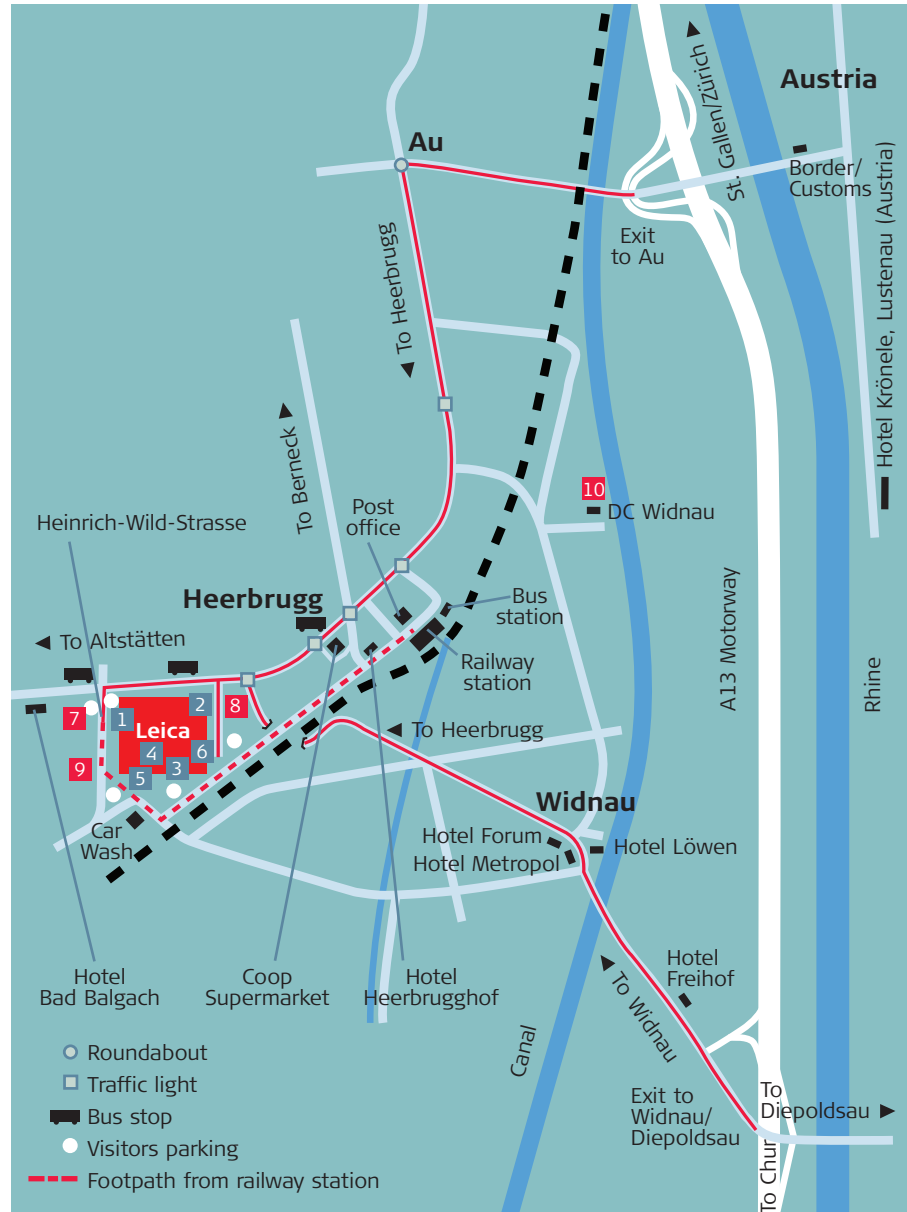 Austria
St. Gallen/Zürich
Border/
Customs
Au
Exit
to Au
To Heerbrugg
Hotel Krönele, Lustenau (Austria)
To Berneck
10
DC Widnau
Post
office
Heinrich-Wild-Strasse
Heerbrugg
Bus
station
To Altstätten
Railway
station
A13 Motorway
Rhine
7
1
Leica
2
8
4
6
9
5
3
To Heerbrugg
Car
Wash
Widnau
Hotel Forum
Hotel Metropol
Hotel Löwen
Hotel
Bad Balgach
Coop
Supermarket
Hotel
Heerbrugghof
Hotel
Freihof
To Widnau
Canal
Exit to
Widnau/
Diepoldsau
To
Diepoldsau
To Chur
Roundabout
Traffic light
Bus stop
Visitors parking
Footpath from railway station